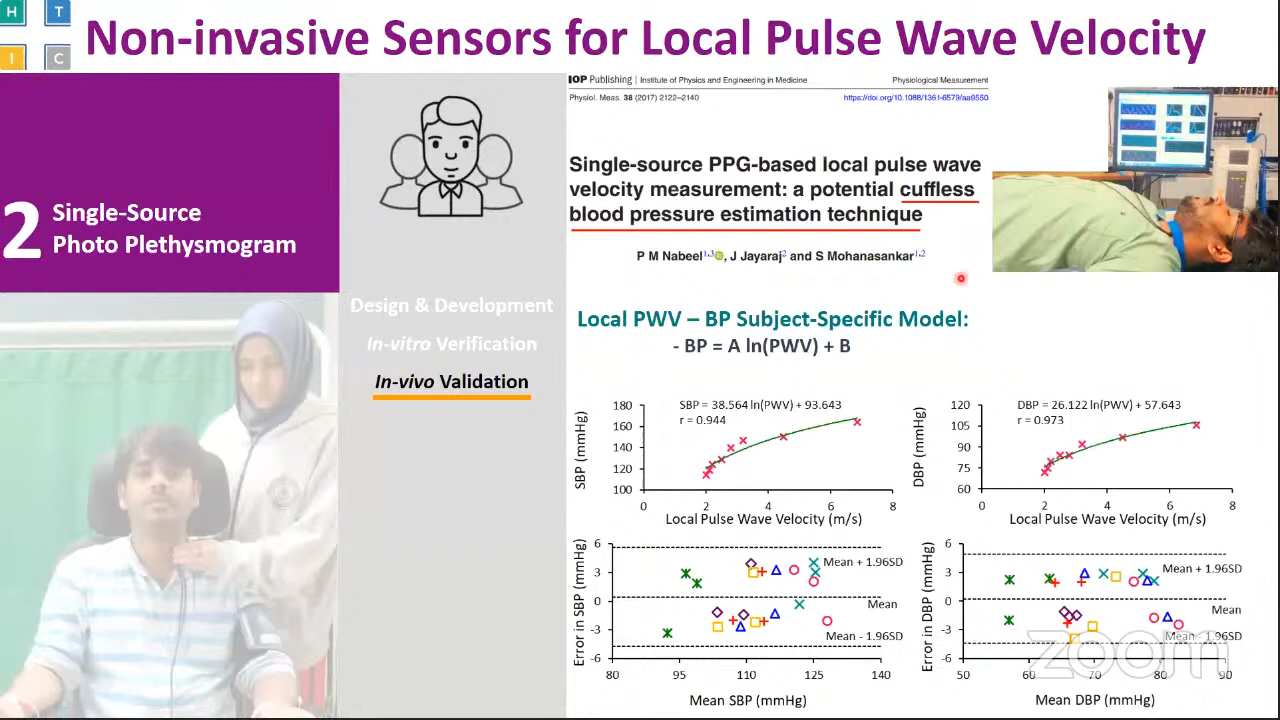 H T
I C
Non-invasive Sensors for Local Pulse Wave Velocity
2
Single-Source
Photo Plethysmogram
Design & Development
In-vitro Verification
In-vivo Validation
IOP Publishing | Institute of Physics and Engineering in Medicine
Physiological Measurement
Physiol. Meas. 38 (2017) 2122–2140
https://doi.org/10.1088/1361-6579/aa9550
Single-source PPG-based local pulse wave
velocity measurement: a potential cuffless
blood pressure estimation technique
P M Nabeel1,3, J Jayaraj2 and S Mohanasankar1,2
Local PWV – BP Subject-Specific Model:
- BP = A ln(PWV) + B
SBP (mmHg)
180
160
140
120
100
SBP = 38.564 ln(PWV) + 93.643
r = 0.944
0 2 4 6 8
Local Pulse Wave Velocity (m/s)
DBP (mmHg)
120
105
90
75
60
DBP = 26.122 ln(PWV) + 57.643
r = 0.973
0 2 4 6 8
Local Pulse Wave Velocity (m/s)
Error in SBP (mmHg)
6
3
0
-3
-6
Mean + 1.96SD
Mean
Mean - 1.96SD
80 95 110 125 140
Mean SBP (mmHg)
Error in DBP (mmHg)
6
3
0
-3
-6
Mean + 1.96SD
Mean
Mean - 1.96SD
50 60 70 80 90
Mean DBP (mmHg)
zoom